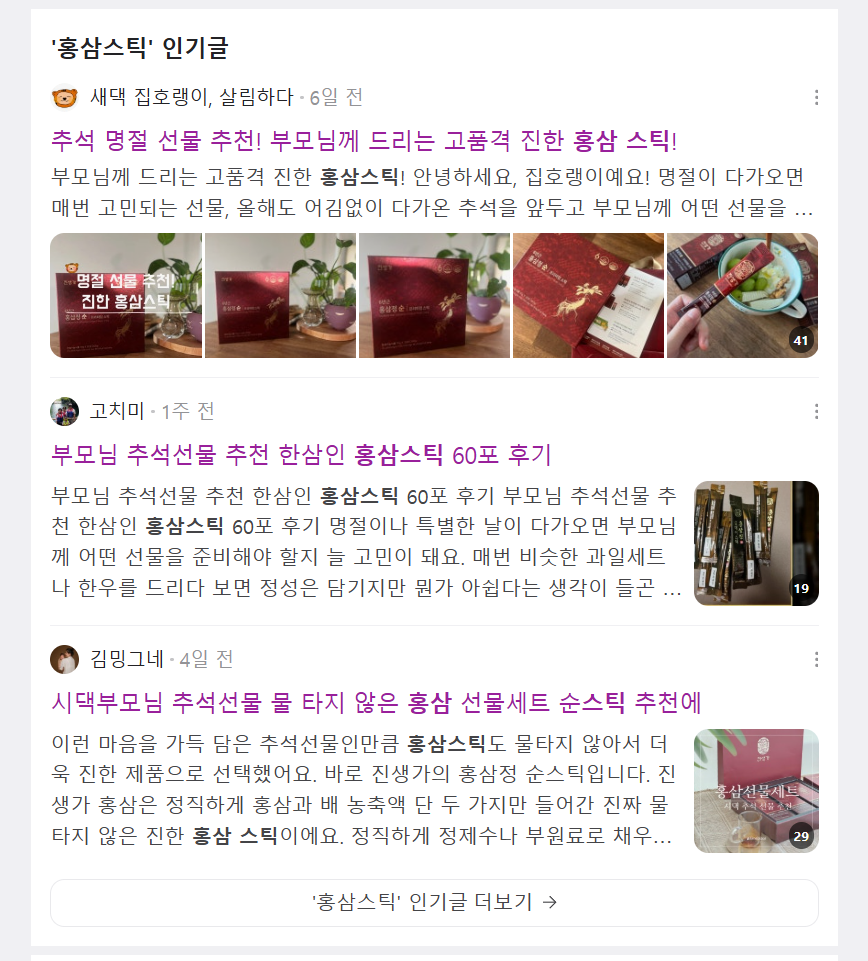 '홍삼스틱' 인기글
새댁 집호랭이, 살림하다 · 6일 전
추석 명절 선물 추천! 부모님께 드리는 고품격 진한 홍삼 스틱!
부모님께 드리는 고품격 진한 홍삼스틱! 안녕하세요, 집호랭이예요! 명절이 다가오면
매번 고민되는 선물, 올해도 어김없이 다가온 추석을 앞두고 부모님께 어떤 선물을 ...
명절 선물 추천!
진한 홍삼스틱
홍삼정 순
홍삼정 순
홍삼정 순
41
고치미 · 1주 전
부모님 추석선물 추천 한삼인 홍삼스틱 60포 후기
부모님 추석선물 추천 한삼인 홍삼스틱 60포 후기 부모님 추석선물 추
천 한삼인 홍삼스틱 60포 후기 명절이나 특별한 날이 다가오면 부모님
께 어떤 선물을 준비해야 할지 늘 고민이 돼요. 매번 비슷한 과일세트
나 한우를 드리다 보면 정성은 담기지만 뭔가 아쉽다는 생각이 들곤 ...
19
김밍그네 · 4일 전
시댁부모님 추석선물 물 타지 않은 홍삼 선물세트 순스틱 추천에
이런 마음을 가득 담은 추석선물인만큼 홍삼스틱도 물타지 않아서 더
욱 진한 제품으로 선택했어요. 바로 진생가의 홍삼정 순스틱입니다. 진
생가 홍삼은 정직하게 홍삼과 배 농축액 단 두 가지만 들어간 진짜 물
타지 않은 진한 홍삼 스틱이에요. 정직하게 정제수나 부원료로 채우...
홍삼선물세트
시댁 추석 선물 추천
29
'홍삼스틱' 인기글 더보기 →